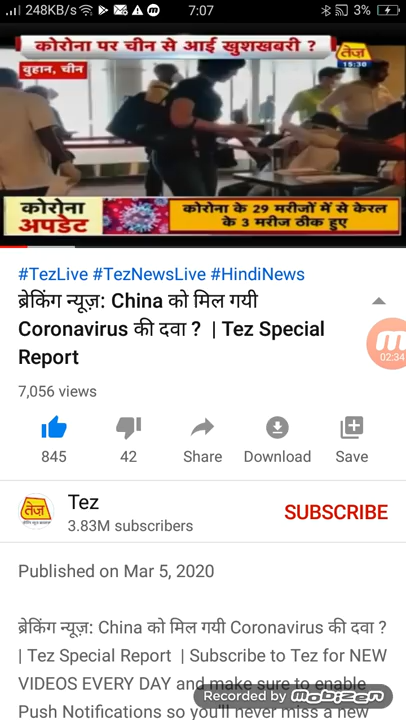 248KB/s 7:07 3%
कोरोना पर चीन से आई खुशखबरी ?
तेज़
15:30
वुहान, चीन
कोरोना
अपडेट
कोरोना के 29 मरीजों में से केरल
के 3 मरीज ठीक हुए
#TezLive #TezNewsLive #HindiNews
ब्रेकिंग न्यूज़: China को मिल गयी
Coronavirus की दवा ? | Tez Special
Report
02:34
7,056 views
845 42 Share Download Save
तेज़
Tez
3.83M subscribers
SUBSCRIBE
Published on Mar 5, 2020
ब्रेकिंग न्यूज़: China को मिल गयी Coronavirus की दवा ?
| Tez Special Report | Subscribe to Tez for NEW
VIDEOS EVERY DAY and make sure to enable
Push Notifications so you'll never miss a new
Recorded by MOBIZEN